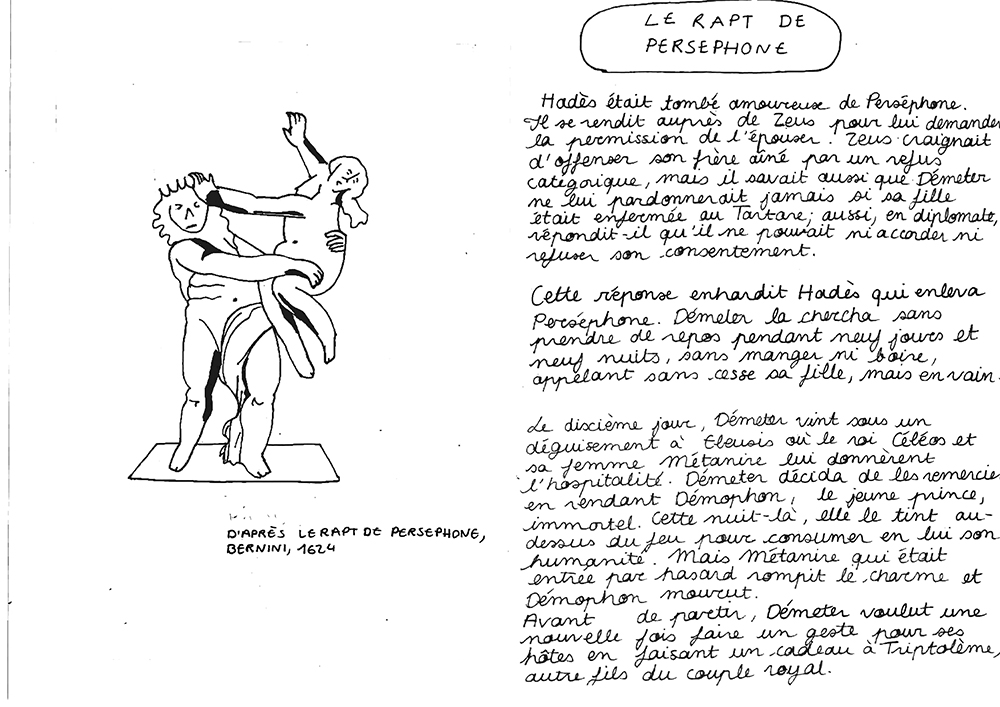 LE RAPT DE
PERSEPHONE
Hadès était tombé amoureuse de Perséphone.
Il se rendit auprès de Zeus pour lui demander
la permission de l'épouser. Zeus craignait
d'offenser son frère aîné par un refus
catégorique, mais il savait aussi que Démeter
ne lui pardonnerait jamais si sa fille
était enfermée au Tartare; aussi, en diplomate,
répondit-il qu'il ne pouvait ni accorder ni
refuser son consentement.
Cette réponse enhardit Hadès qui enleva
Perséphone. Démeter la chercha sans
prendre de repos pendant neuf jours et
neuf nuits, sans manger ni boire,
appelant sans cesse sa fille, mais en vain.
Le discième jour, Démeter vint sous un
déguisement à Eleusis où le roi Céléos et
sa femme Métanire lui donnèrent
l'hospitalité. Démeter décida de les remercier
en rendant Démophon, le jeune prince,
immortel. Cette nuit-là, elle le tint au-
dessus du feu pour consumer en lui son
humanité. Mais Métanire qui était
entrée par hasard rompit le charme et
Démophon mourut.
Avant de partir, Démeter voulut une
nouvelle fois faire un geste pour ses
hôtes en faisant un cadeau à Triptolème,
autre fils du couple royal.
D'APRÈS LE RAPT DE PERSEPHONE,
BERNINI, 1624